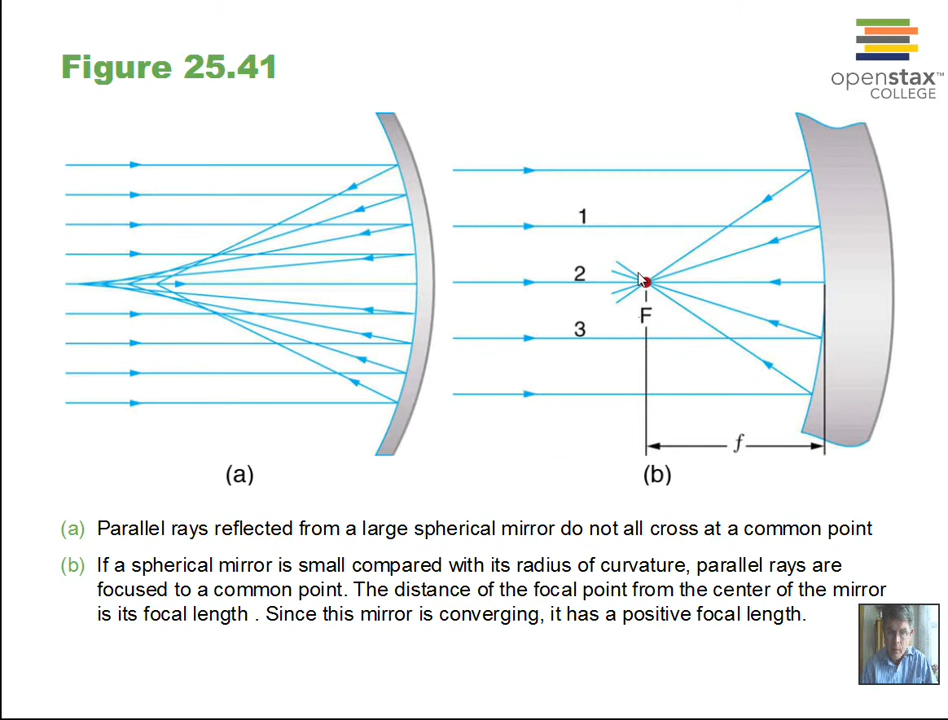 Figure 25.41
openstax™
COLLEGE
1
2
3
F
f
(a)
(b)
(a) Parallel rays reflected from a large spherical mirror do not all cross at a common point
(b) If a spherical mirror is small compared with its radius of curvature, parallel rays are
focused to a common point. The distance of the focal point from the center of the mirror
is its focal length . Since this mirror is converging, it has a positive focal length.